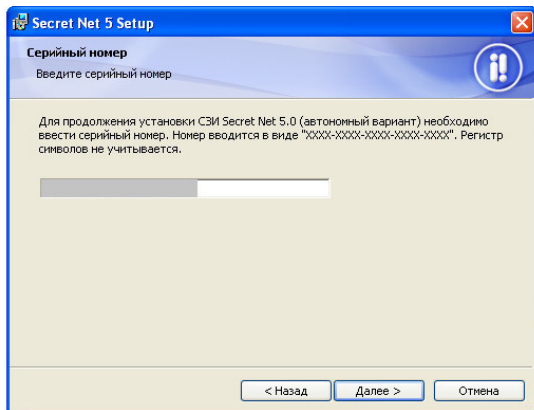 Secret Net 5 Setup
Серийный номер
Введите серийный номер
Для продолжения установки СЗИ Secret Net 5.0 (автономный вариант) необходимо
ввести серийный номер. Номер вводится в виде "XXXX-XXXX-XXXX-XXXX-XXXX". Регистр
символов не учитывается.
< Назад
Далее >
Отмена